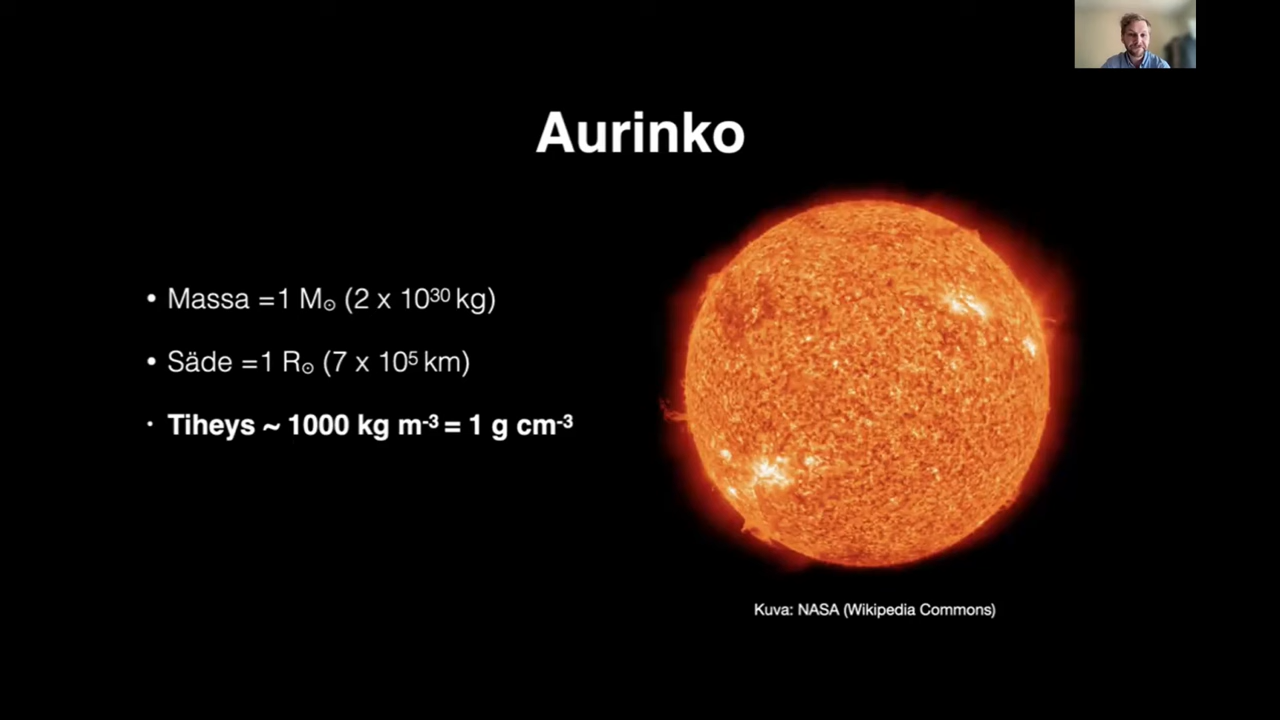 Aurinko
• Massa =1 M☉ (2 x 10³⁰ kg)
• Säde =1 R☉ (7 x 10⁵ km)
• Tiheys ~ 1000 kg m⁻³ = 1 g cm⁻³
Kuva: NASA (Wikipedia Commons)